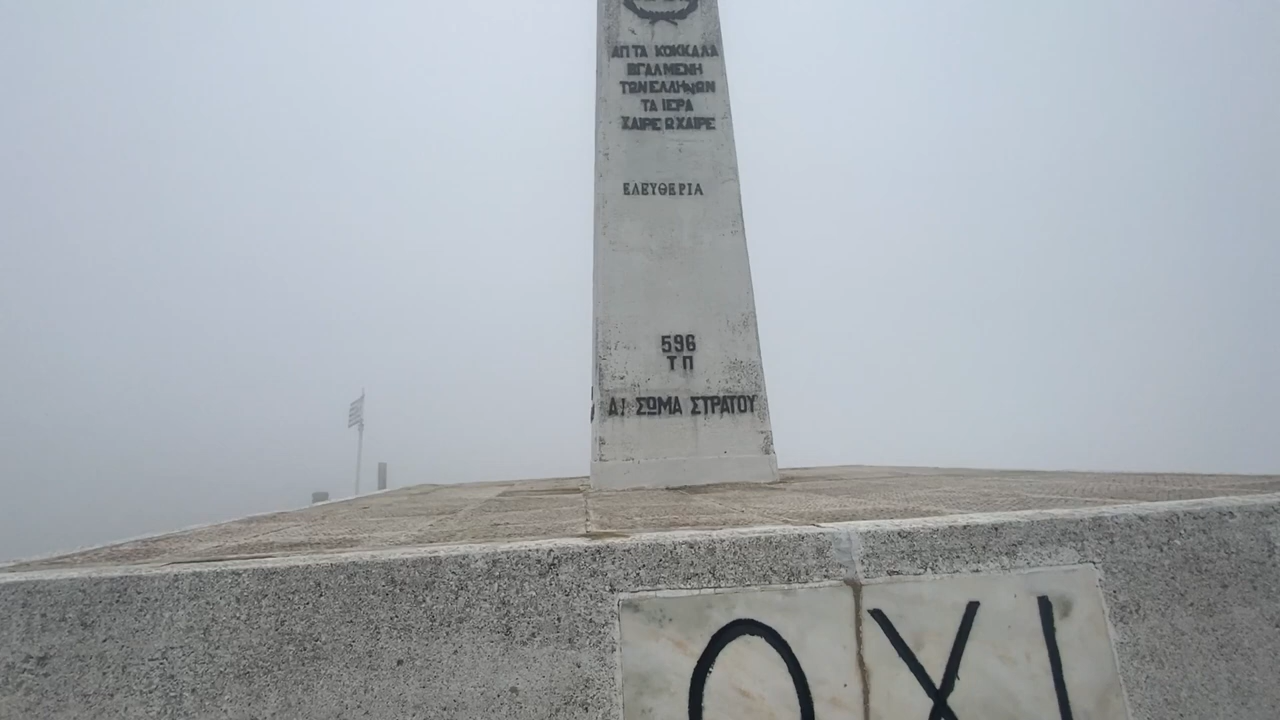 ΑΠ ΤΑ ΚΟΚΚΑΛΑ
ΒΓΑΛΜΕΝΗ
ΤΩΝ ΕΛΛΗΝΩΝ
ΤΑ ΙΕΡΑ
ΧΑΙΡΕ Ω ΧΑΙΡΕ
ΕΛΕΥΘΕΡΙΑ
596
ΤΠ
Δ! ΣΩΜΑ ΣΤΡΑΤΟΥ
ΟΧΙ